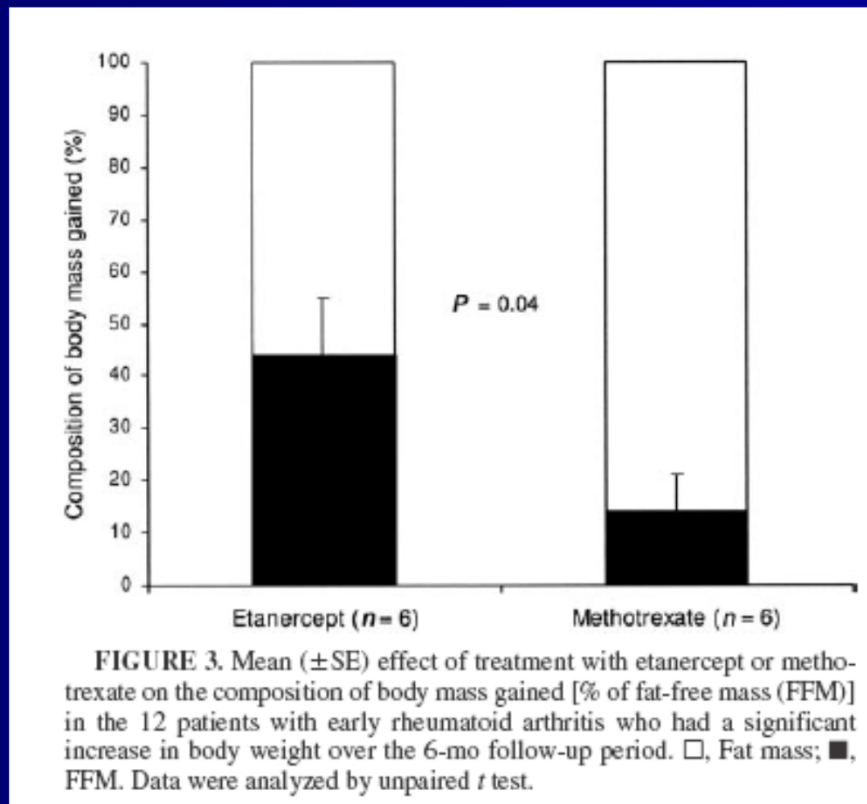 100
90
80
70
60
50
40
30
20
10
0
Composition of body mass gained (%)
P = 0.04
Etanercept (n = 6)
Methotrexate (n = 6)
FIGURE 3. Mean (±SE) effect of treatment with etanercept or metho-
trexate on the composition of body mass gained [% of fat-free mass (FFM)]
in the 12 patients with early rheumatoid arthritis who had a significant
increase in body weight over the 6-mo follow-up period. □, Fat mass; ■,
FFM. Data were analyzed by unpaired t test.